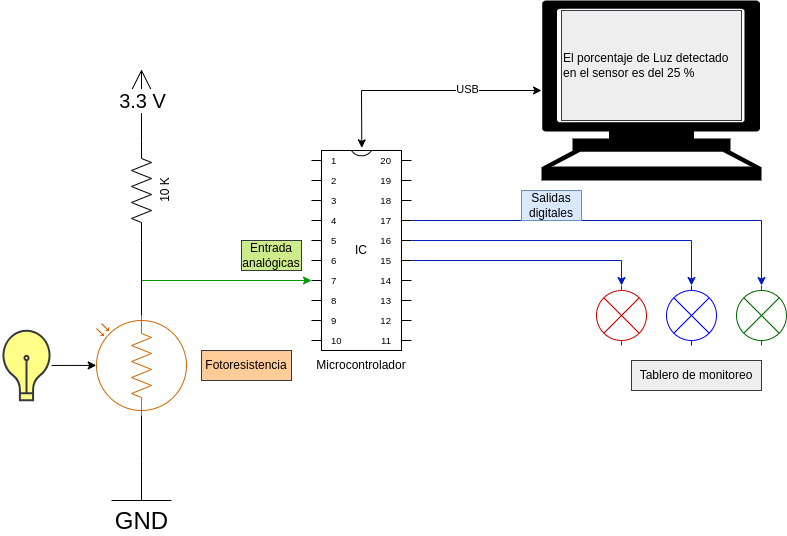 El porcentaje de Luz detectado
en el sensor es del 25 %
USB
3.3 V
10 K
1 20
2 19
3 18
4 17
5 16
6 15
7 14
8 13
9 12
10 11
IC
Microcontrolador
Salidas
digitales
Entrada
analógicas
Fotoresistencia
Tablero de monitoreo
GND